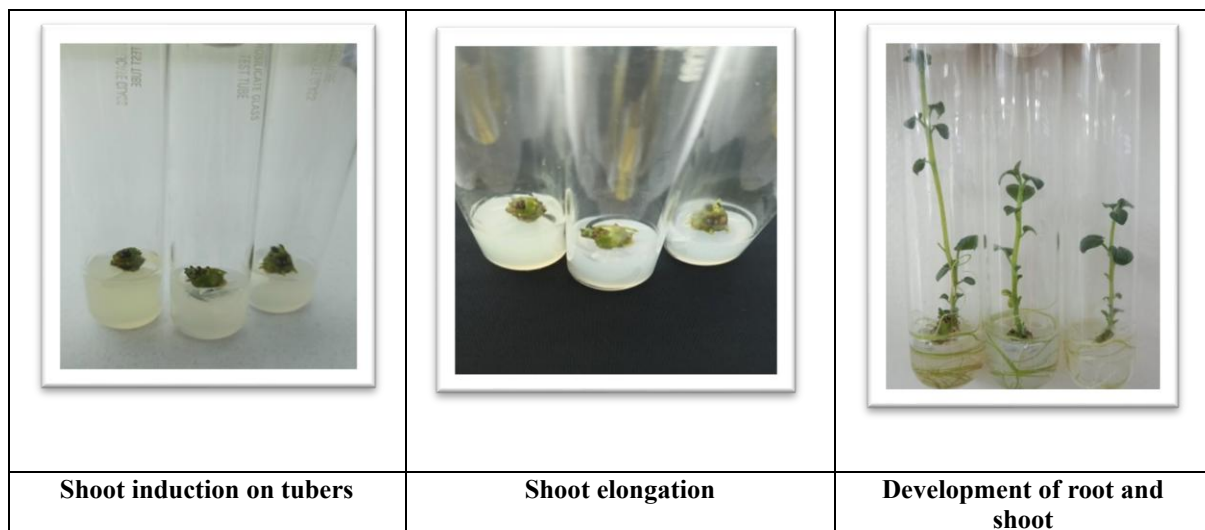 Shoot induction on tubers
Shoot elongation
Development of root and
shoot